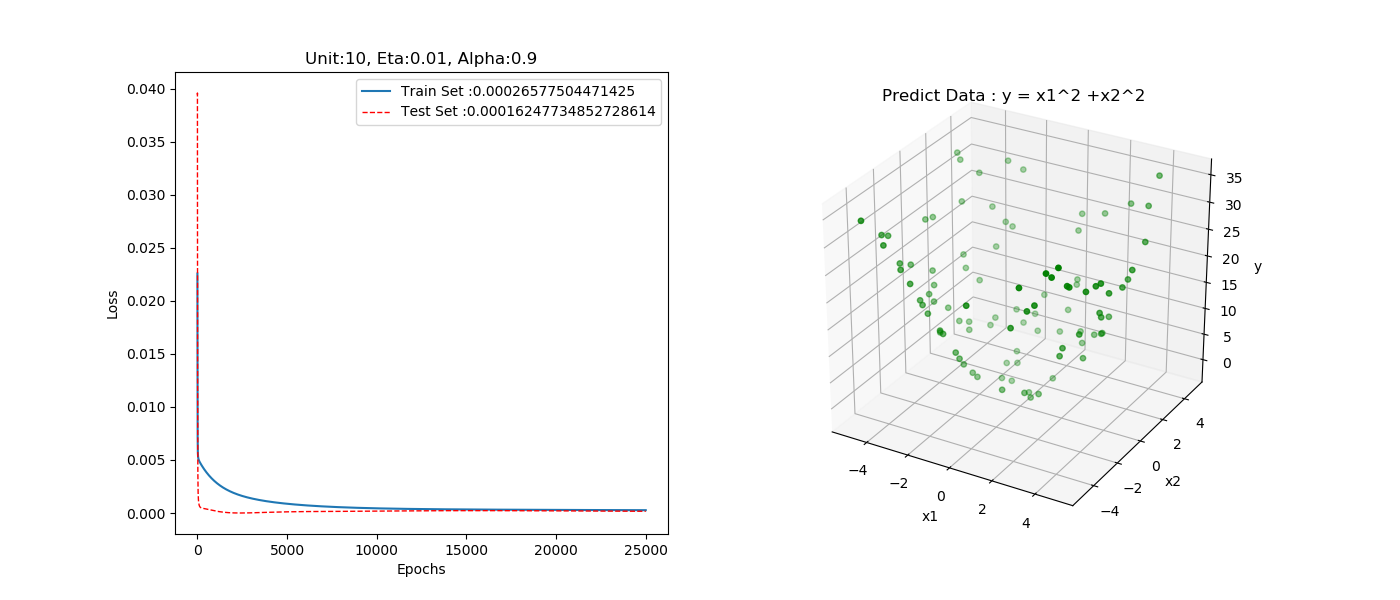 Unit:10, Eta:0.01, Alpha:0.9
Train Set :0.00026577504471425
Test Set :0.00016247734852728614
0.040
0.035
0.030
0.025
0.020
0.015
0.010
0.005
0.000
Loss
0 5000 10000 15000 20000 25000
Epochs
Predict Data : y = x1^2 +x2^2
35
30
25
20
15
10
5
0
y
−4 −2 0 2 4
x1
−4 −2 0 2 4
x2